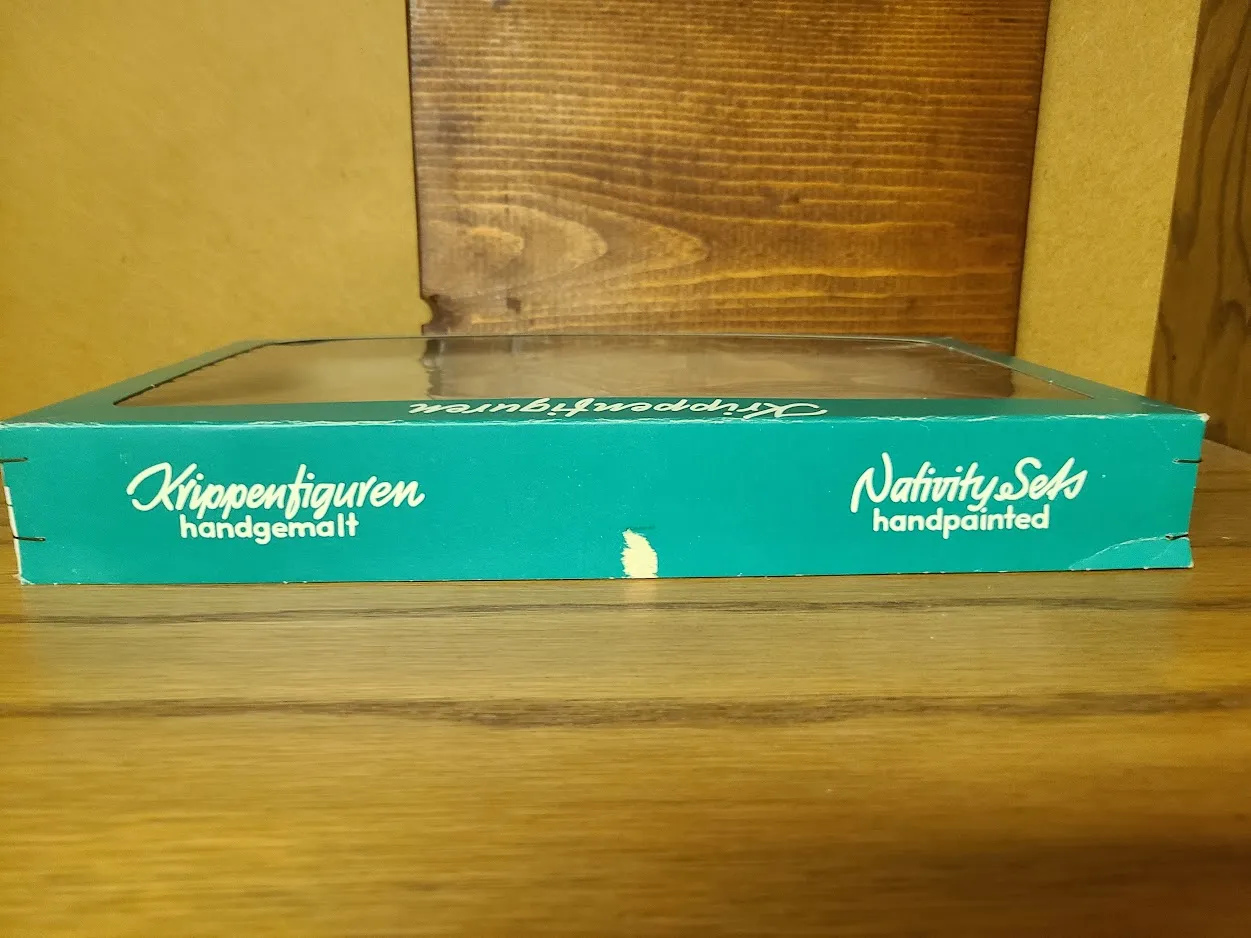 Krippenfiguren
Krippenfiguren
handgemalt
Nativity Sets
handpainted